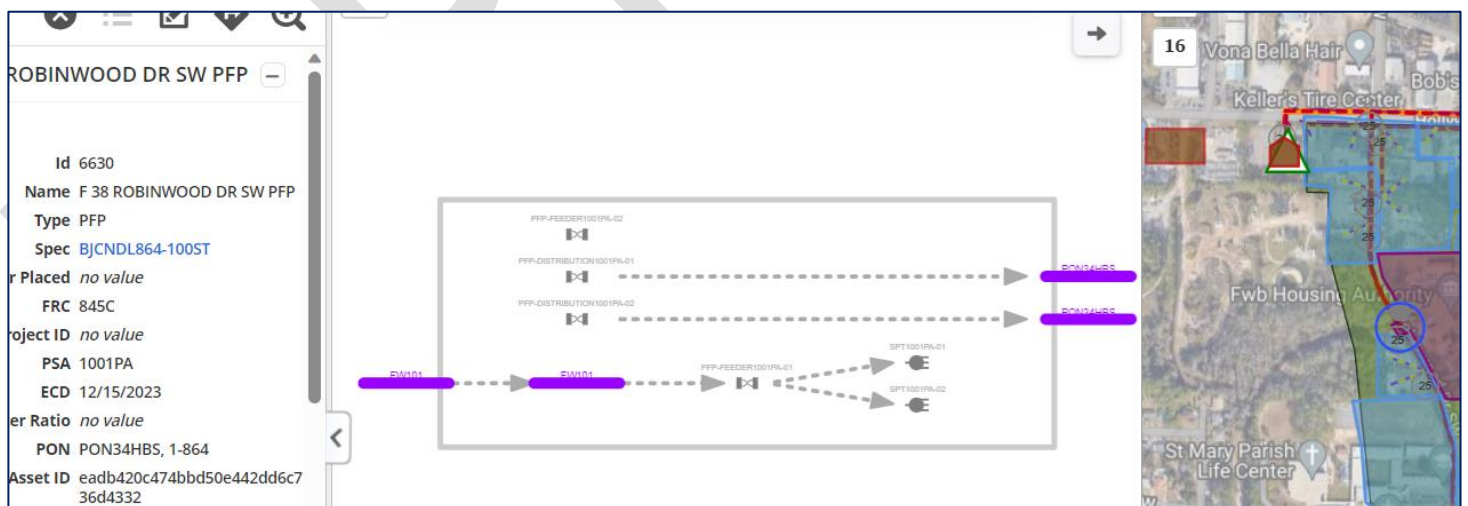 ROBINWOOD DR SW PFP
Id 6630
Name F 38 ROBINWOOD DR SW PFP
Type PFP
Spec BJCNDL864-100ST
r Placed no value
FRC 845C
roject ID no value
PSA 1001PA
ECD 12/15/2023
er Ratio no value
PON PON34HBS, 1-864
Asset ID eadb420c474bbd50e442dd6c7
36d4332
PFP-FEEDER1001PA-02
PFP-DISTRIBUTION1001PA-01
PON34HBS
PFP-DISTRIBUTION1001PA-02
PON34HBS
SPT1001PA-01
FW101
FW101
PFP-FEEDER1001PA-01
SPT1001PA-02
16
Vona Bella Hair
Bob's
Keller's Tire Center
Hollyw
25
25
25
25
Fwb Housing Authority
25
25
St Mary Parish
Life Center